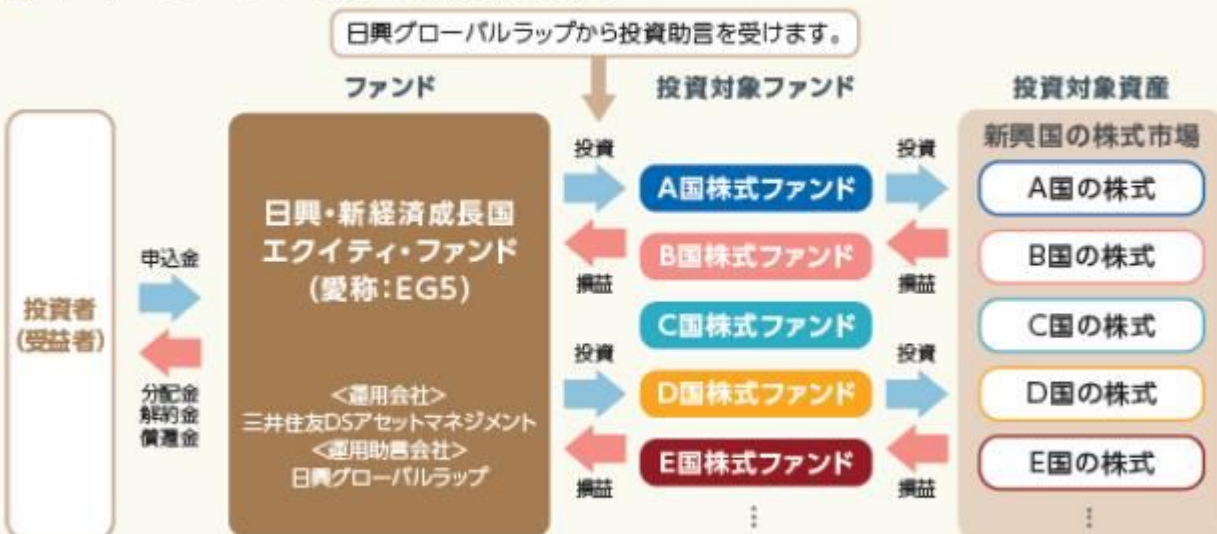 日興グローバルラップから投資助言を受けます。
ファンド
投資対象ファンド
投資対象資産
投資者
(受益者)
申込金
分配金
解約金
償還金
日興・新経済成長国
エクイティ・ファンド
(愛称:EG5)
<運用会社>
三井住友DSアセットマネジメント
<運用助言会社>
日興グローバルラップ
投資
損益
投資
損益
A国株式ファンド
B国株式ファンド
C国株式ファンド
D国株式ファンド
E国株式ファンド
⋮
投資
損益
投資
損益
新興国の株式市場
A国の株式
B国の株式
C国の株式
D国の株式
E国の株式
⋮